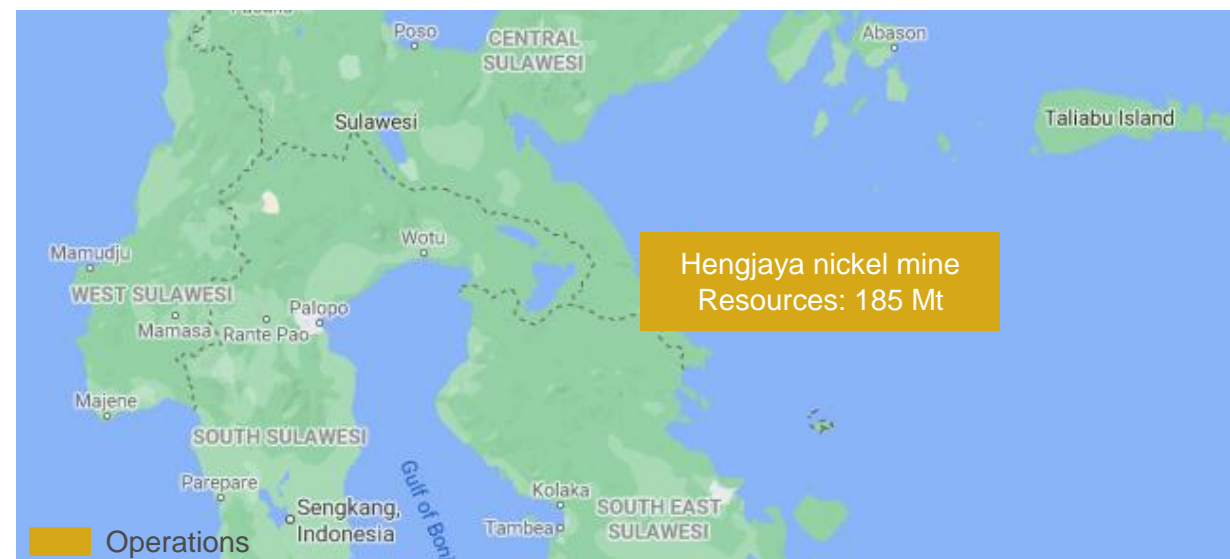 Poso
CENTRAL
SULAWESI
Abason
Sulawesi
Taliabu Island
Wotu
Mamudju
Hengjaya nickel mine
Resources: 185 Mt
WEST SULAWESI
Palopo
Mamasa
Rante Pao
Majene
SOUTH SULAWESI
Parepare
Gulf of
Kolaka
SOUTH EAST
SULAWESI
Sengkang,
Indonesia
Tambea
Operations